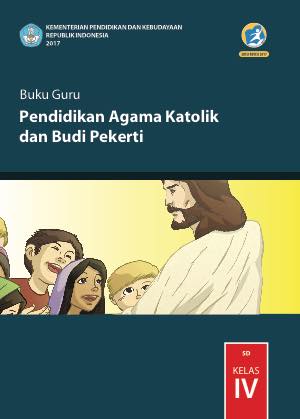 KEMENTERIAN PENDIDIKAN DAN KEBUDAYAAN
REPUBLIK INDONESIA
2017
Buku Guru
Pendidikan Agama Katolik
dan Budi Pekerti
SD
KELAS
IV